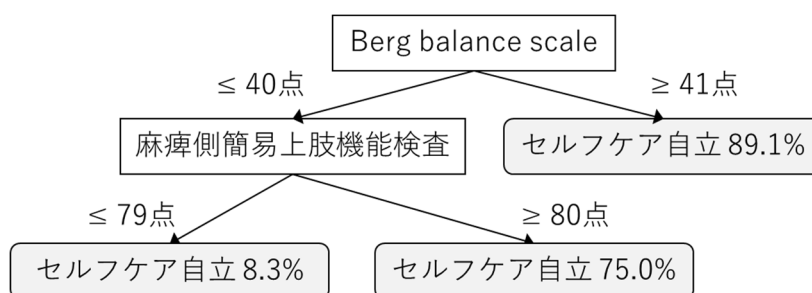 Berg balance scale
≤ 40点
≥ 41点
麻痺側簡易上肢機能検査
セルフケア自立 89.1%
≤ 79点
≥ 80点
セルフケア自立 8.3%
セルフケア自立 75.0%